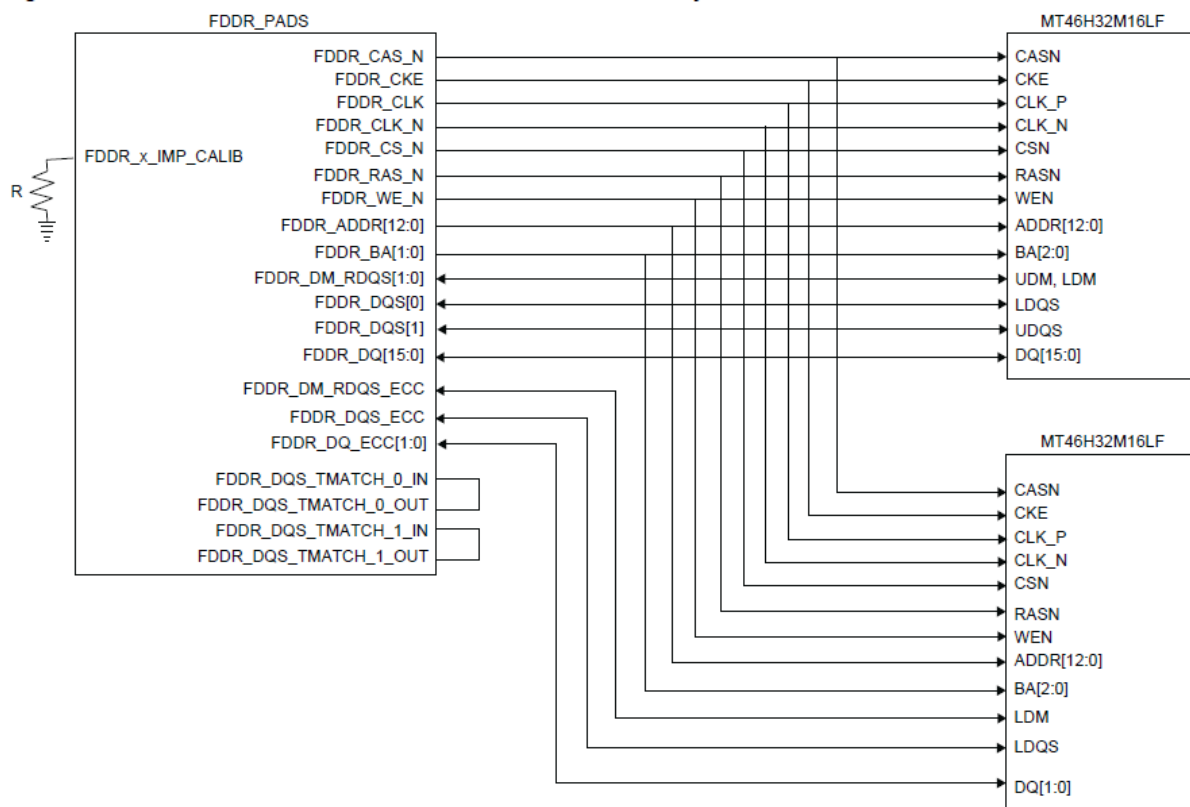 FDDR_PADS
MT46H32M16LF
FDDR_CAS_N
CASN
FDDR_CKE
CKE
FDDR_CLK
CLK_P
FDDR_CLK_N
CLK_N
FDDR_x_IMP_CALIB
FDDR_CS_N
CSN
R
FDDR_RAS_N
RASN
FDDR_WE_N
WEN
FDDR_ADDR[12:0]
ADDR[12:0]
FDDR_BA[1:0]
BA[2:0]
FDDR_DM_RDQS[1:0]
UDM, LDM
FDDR_DQS[0]
LDQS
FDDR_DQS[1]
UDQS
FDDR_DQ[15:0]
DQ[15:0]
FDDR_DM_RDQS_ECC
FDDR_DQS_ECC
FDDR_DQ_ECC[1:0]
MT46H32M16LF
FDDR_DQS_TMATCH_0_IN
FDDR_DQS_TMATCH_0_OUT
FDDR_DQS_TMATCH_1_IN
FDDR_DQS_TMATCH_1_OUT
CASN
CKE
CLK_P
CLK_N
CSN
RASN
WEN
ADDR[12:0]
BA[2:0]
LDM
LDQS
DQ[1:0]